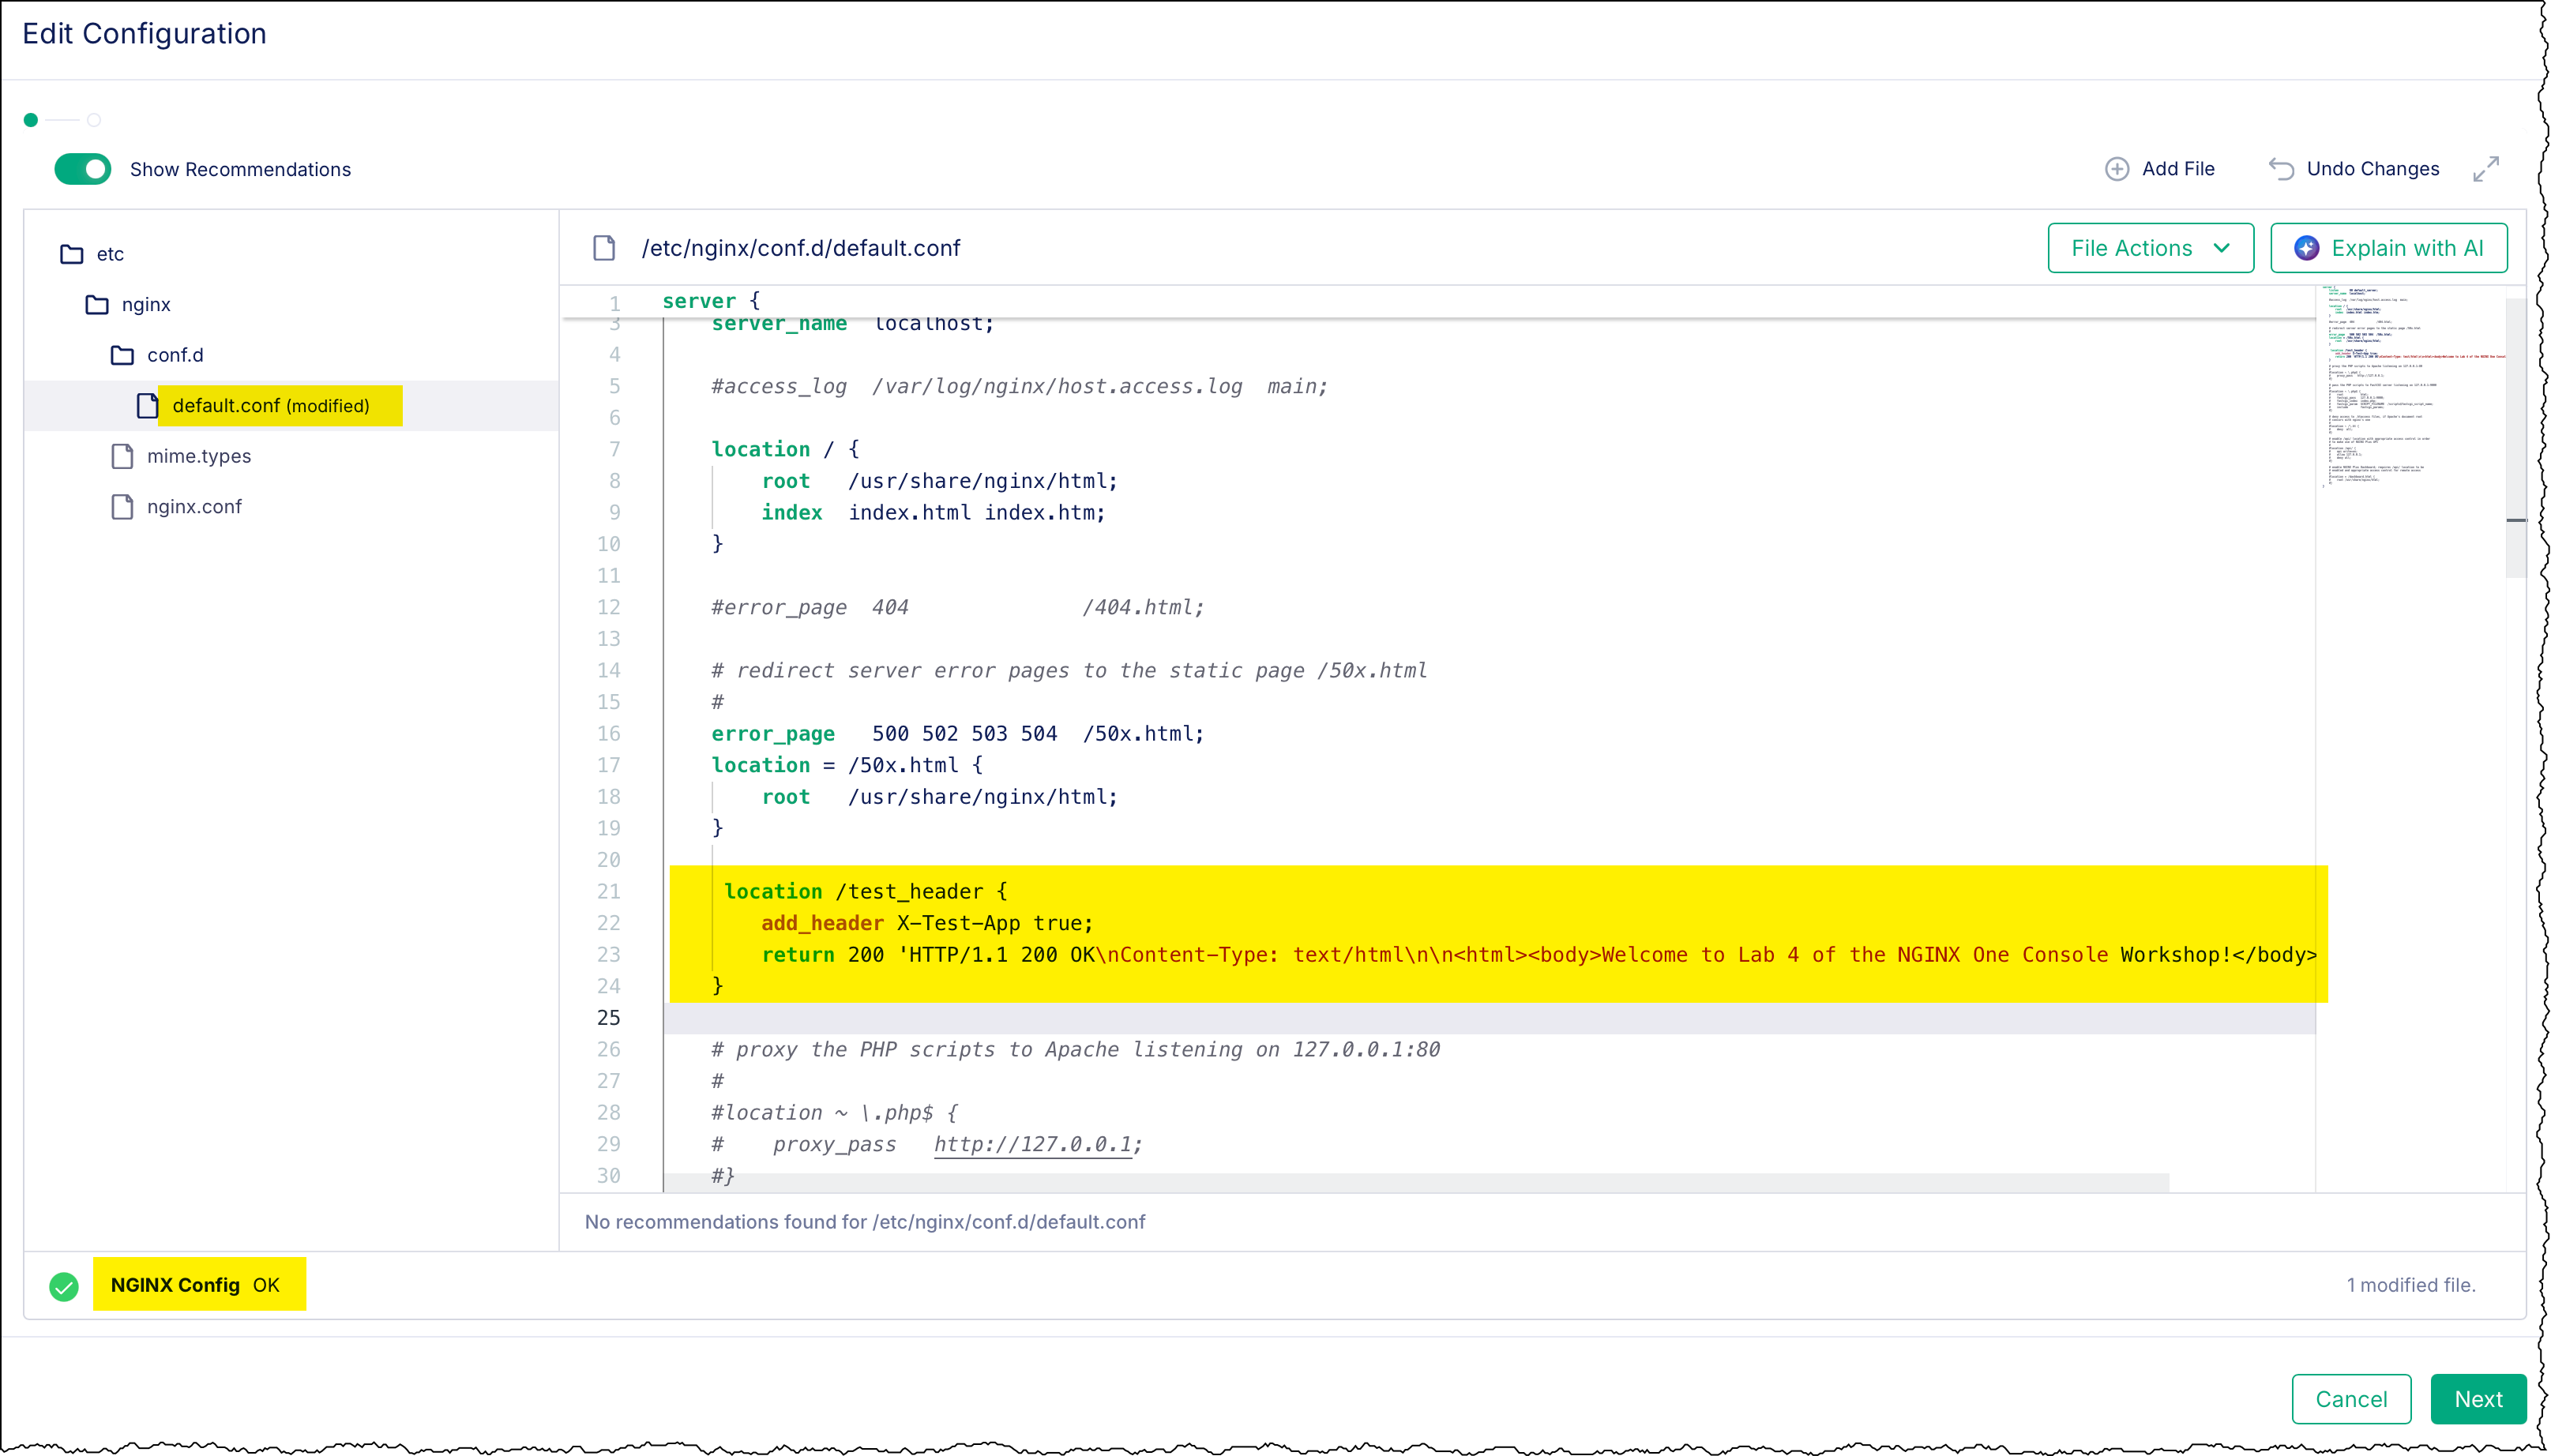 Edit Configuration
Show Recommendations
Add File
Undo Changes
etc
nginx
conf.d
default.conf (modified)
mime.types
nginx.conf
/etc/nginx/conf.d/default.conf
File Actions
Explain with AI
1 server {
3 server_name localhost;
4
5 #access_log /var/log/nginx/host.access.log main;
6
7 location / {
8 root /usr/share/nginx/html;
9 index index.html index.htm;
10 }
11
12 #error_page 404 /404.html;
13
14 # redirect server error pages to the static page /50x.html
15 #
16 error_page 500 502 503 504 /50x.html;
17 location = /50x.html {
18 root /usr/share/nginx/html;
19 }
20
21 location /test_header {
22 add_header X-Test-App true;
23 return 200 'HTTP/1.1 200 OK\nContent-Type: text/html\n\n<html><body>Welcome to Lab 4 of the NGINX One Console Workshop!</body>
24 }
25
26 # proxy the PHP scripts to Apache listening on 127.0.0.1:80
27 #
28 #location ~ \.php$ {
29 # proxy_pass http://127.0.0.1;
30 #}
No recommendations found for /etc/nginx/conf.d/default.conf
NGINX Config OK
1 modified file.
Cancel
Next